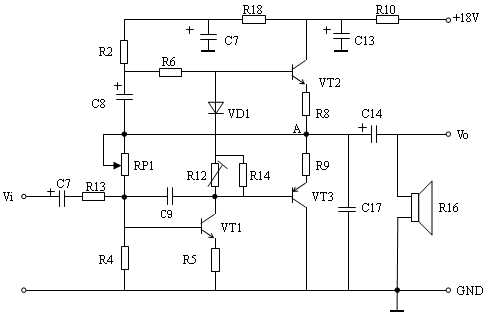 R18
R10
+
C7
+
C13
+18V
R2
R6
VT2
+
C8
VD1
R8
A
C14
+
Vo
RP1
R12
R14
R9
C7
+
R13
Vi
C9
VT3
VT1
C17
R16
R4
R5
GND